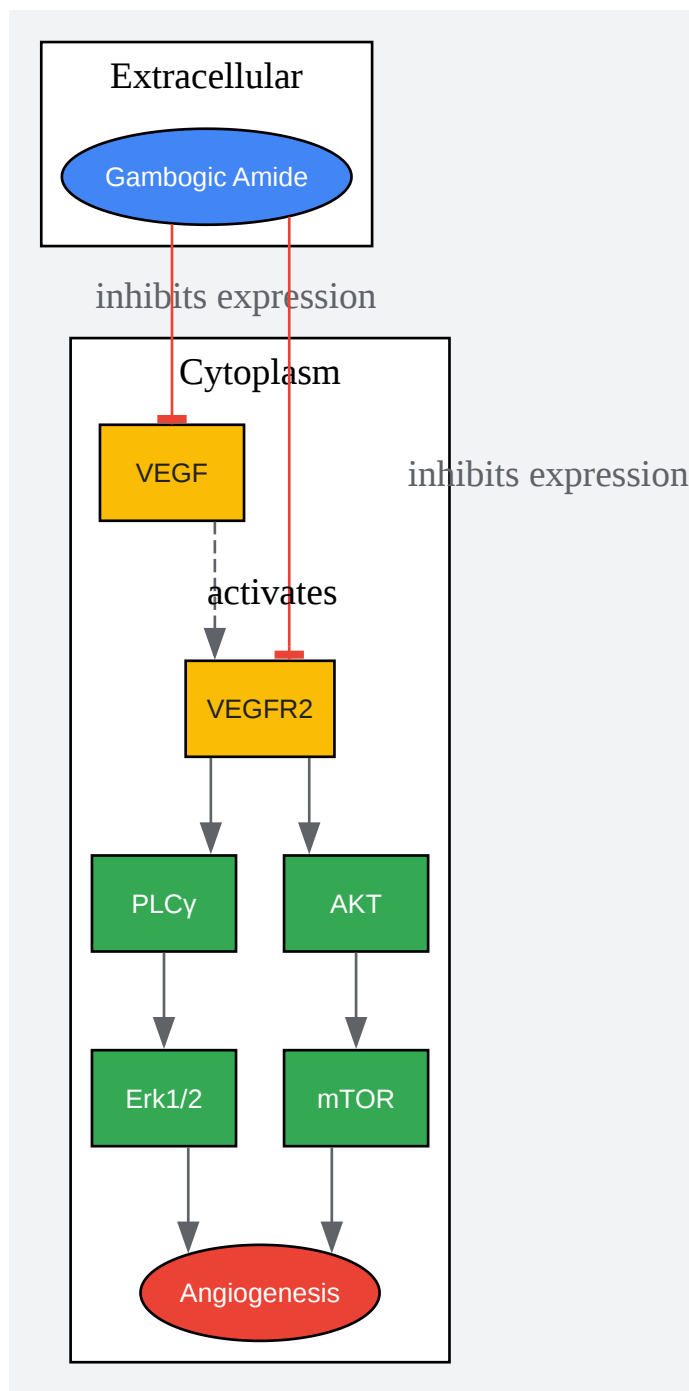 Extracellular
Gambogic Amide
inhibits expression
Cytoplasm
VEGF
inhibits expression
activates
VEGFR2
PLCγ
AKT
Erk1/2
mTOR
Angiogenesis